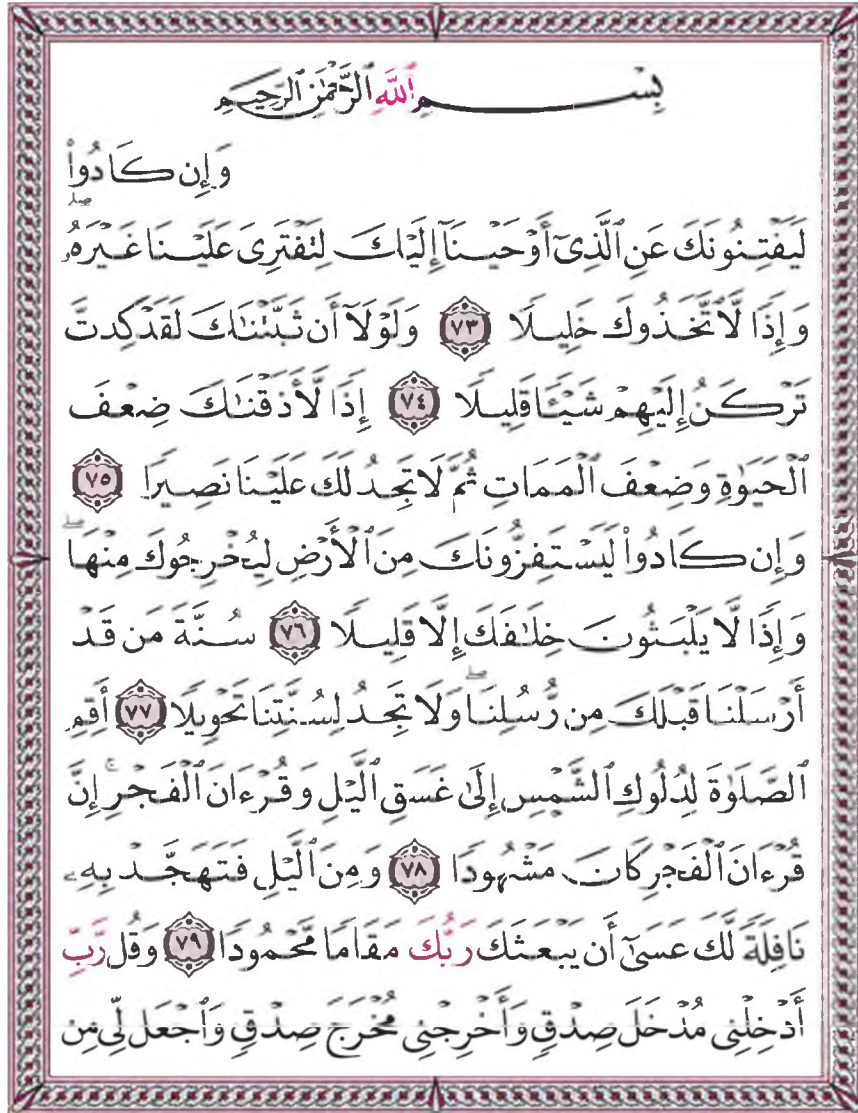 بِسْمِ ٱللَّهِ ٱلرَّحْمَٰنِ ٱلرَّحِيمِ
وَإِن كَادُوا۟
لَيَفْتِنُونَكَ عَنِ ٱلَّذِىٓ أَوْحَيْنَآ إِلَيْكَ لِتَفْتَرِىَ عَلَيْنَا غَيْرَهُۥ ۖ
وَإِذًا لَّٱتَّخَذُوكَ خَلِيلًا ٧٣ وَلَوْلَآ أَن ثَبَّتْنَٰكَ لَقَدْ كِدتَّ
تَرْكَنُ إِلَيْهِمْ شَيْـًٔا قَلِيلًا ٧٤ إِذًا لَّأَذَقْنَٰكَ ضِعْفَ
ٱلْحَيَوٰةِ وَضِعْفَ ٱلْمَمَاتِ ثُمَّ لَا تَجِدُ لَكَ عَلَيْنَا نَصِيرًا ٧٥
وَإِن كَادُوا۟ لَيَسْتَفِزُّونَكَ مِنَ ٱلْأَرْضِ لِيُخْرِجُوكَ مِنْهَا ۖ
وَإِذًا لَّا يَلْبَثُونَ خِلَٰفَكَ إِلَّا قَلِيلًا ٧٦ سُنَّةَ مَن قَدْ
أَرْسَلْنَا قَبْلَكَ مِن رُّسُلِنَا ۖ وَلَا تَجِدُ لِسُنَّتِنَا تَحْوِيلًا ٧٧ أَقِمِ
ٱلصَّلَوٰةَ لِدُلُوكِ ٱلشَّمْسِ إِلَىٰ غَسَقِ ٱلَّيْلِ وَقُرْءَانَ ٱلْفَجْرِ ۖ إِنَّ
قُرْءَانَ ٱلْفَجْرِ كَانَ مَشْهُودًا ٧٨ وَمِنَ ٱلَّيْلِ فَتَهَجَّدْ بِهِۦ
نَافِلَةً لَّكَ عَسَىٰٓ أَن يَبْعَثَكَ رَبُّكَ مَقَامًا مَّحْمُودًا ٧٩ وَقُل رَّبِّ
أَدْخِلْنِى مُدْخَلَ صِدْقٍ وَأَخْرِجْنِى مُخْرَجَ صِدْقٍ وَٱجْعَل لِّى مِن